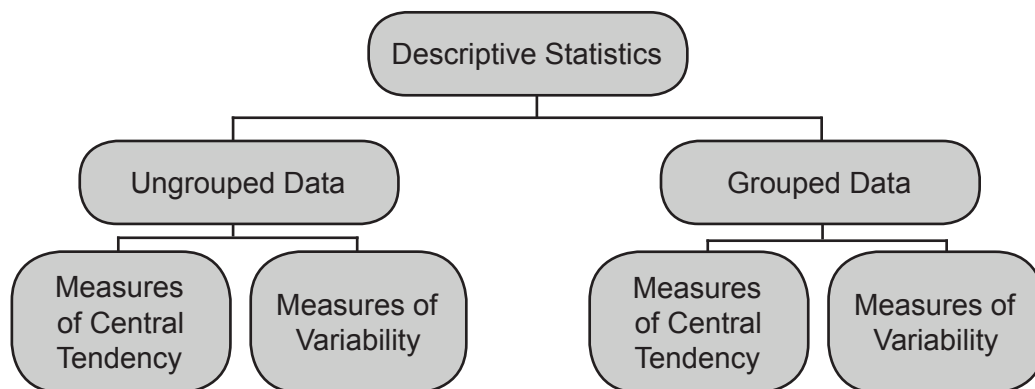 Descriptive Statistics
Ungrouped Data
Grouped Data
Measures
of Central
Tendency
Measures of
Variability
Measures
of Central
Tendency
Measures of
Variability